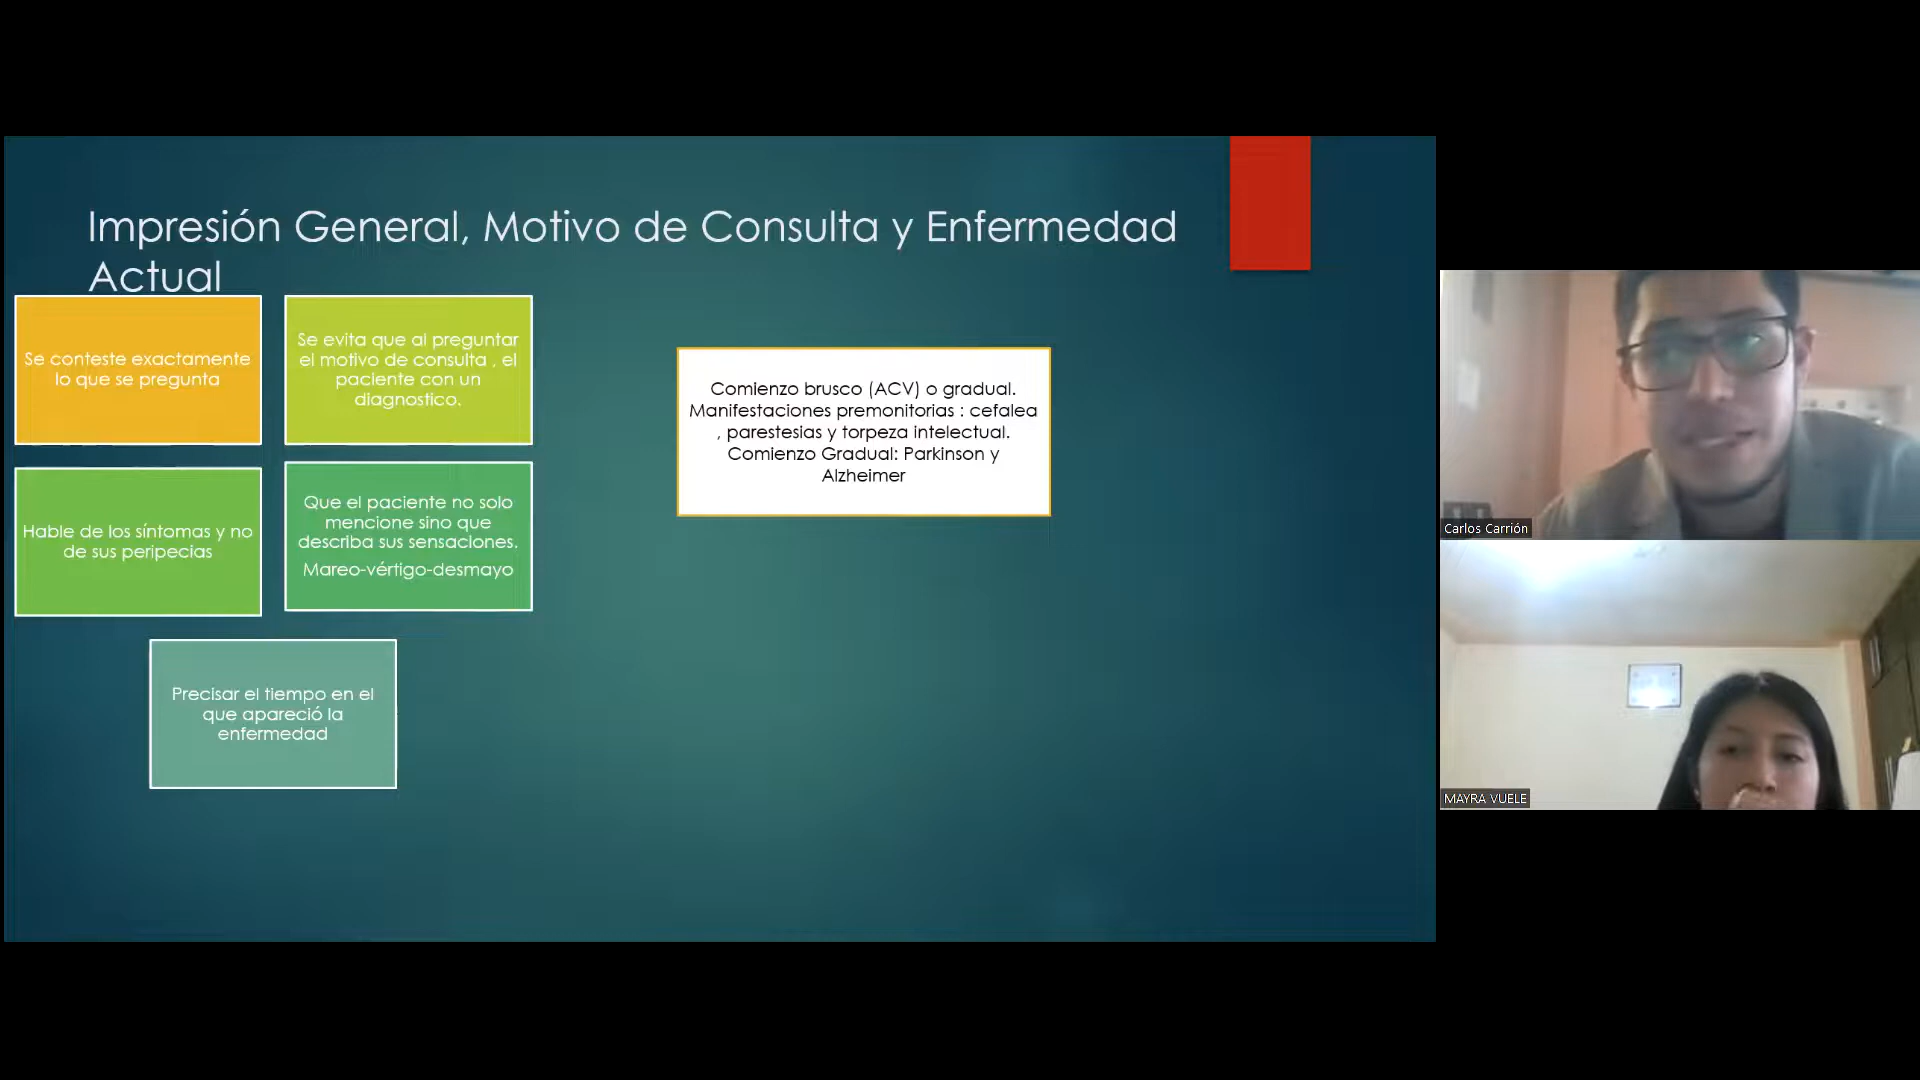 Impresión General, Motivo de Consulta y Enfermedad
Actual
Se conteste exactamente
lo que se pregunta
Se evita que al preguntar
el motivo de consulta , el
paciente con un
diagnostico.
Hable de los síntomas y no
de sus peripecias
Que el paciente no solo
mencione sino que
describa sus sensaciones.
Mareo-vértigo-desmayo
Precisar el tiempo en el
que apareció la
enfermedad
Comienzo brusco (ACV) o gradual.
Manifestaciones premonitorias : cefalea
, parestesias y torpeza intelectual.
Comienzo Gradual: Parkinson y
Alzheimer
Carlos Carrión
MAYRA VUELE